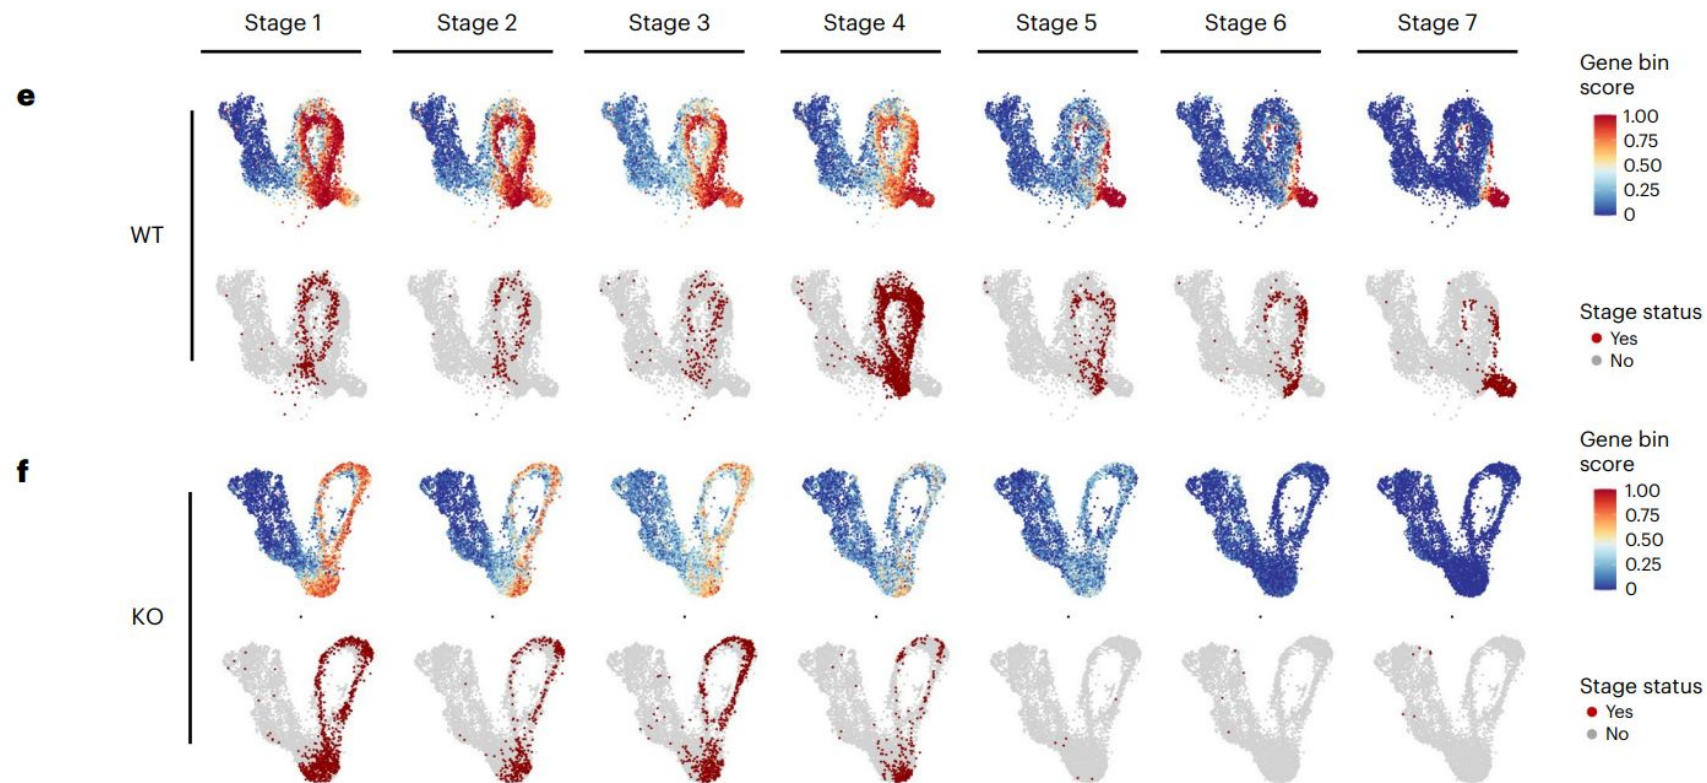 Stage 1 Stage 2 Stage 3 Stage 4 Stage 5 Stage 6 Stage 7
e
Gene bin
score
1.00
0.75
0.50
0.25
0
WT
Stage status
Yes
No
f
Gene bin
score
1.00
0.75
0.50
0.25
0
KO
Stage status
Yes
No